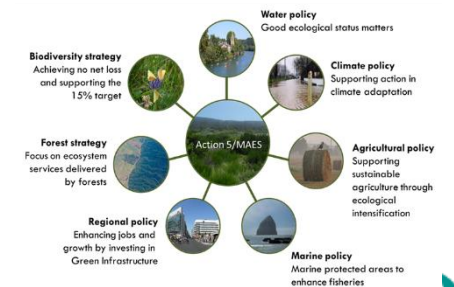 Water policy
Good ecological status matters
Biodiversity strategy
Achieving no net loss
and supporting the
15% target
Climate policy
Supporting action in
climate adaptation
Action 5/MAES
Forest strategy
Focus on ecosystem
services delivered
by forests
Agricultural policy
Supporting
sustainable
agriculture through
ecological
intensification
Regional policy
Enhancing jobs and
growth by investing in
Green Infrastructure
Marine policy
Marine protected areas to
enhance fisheries